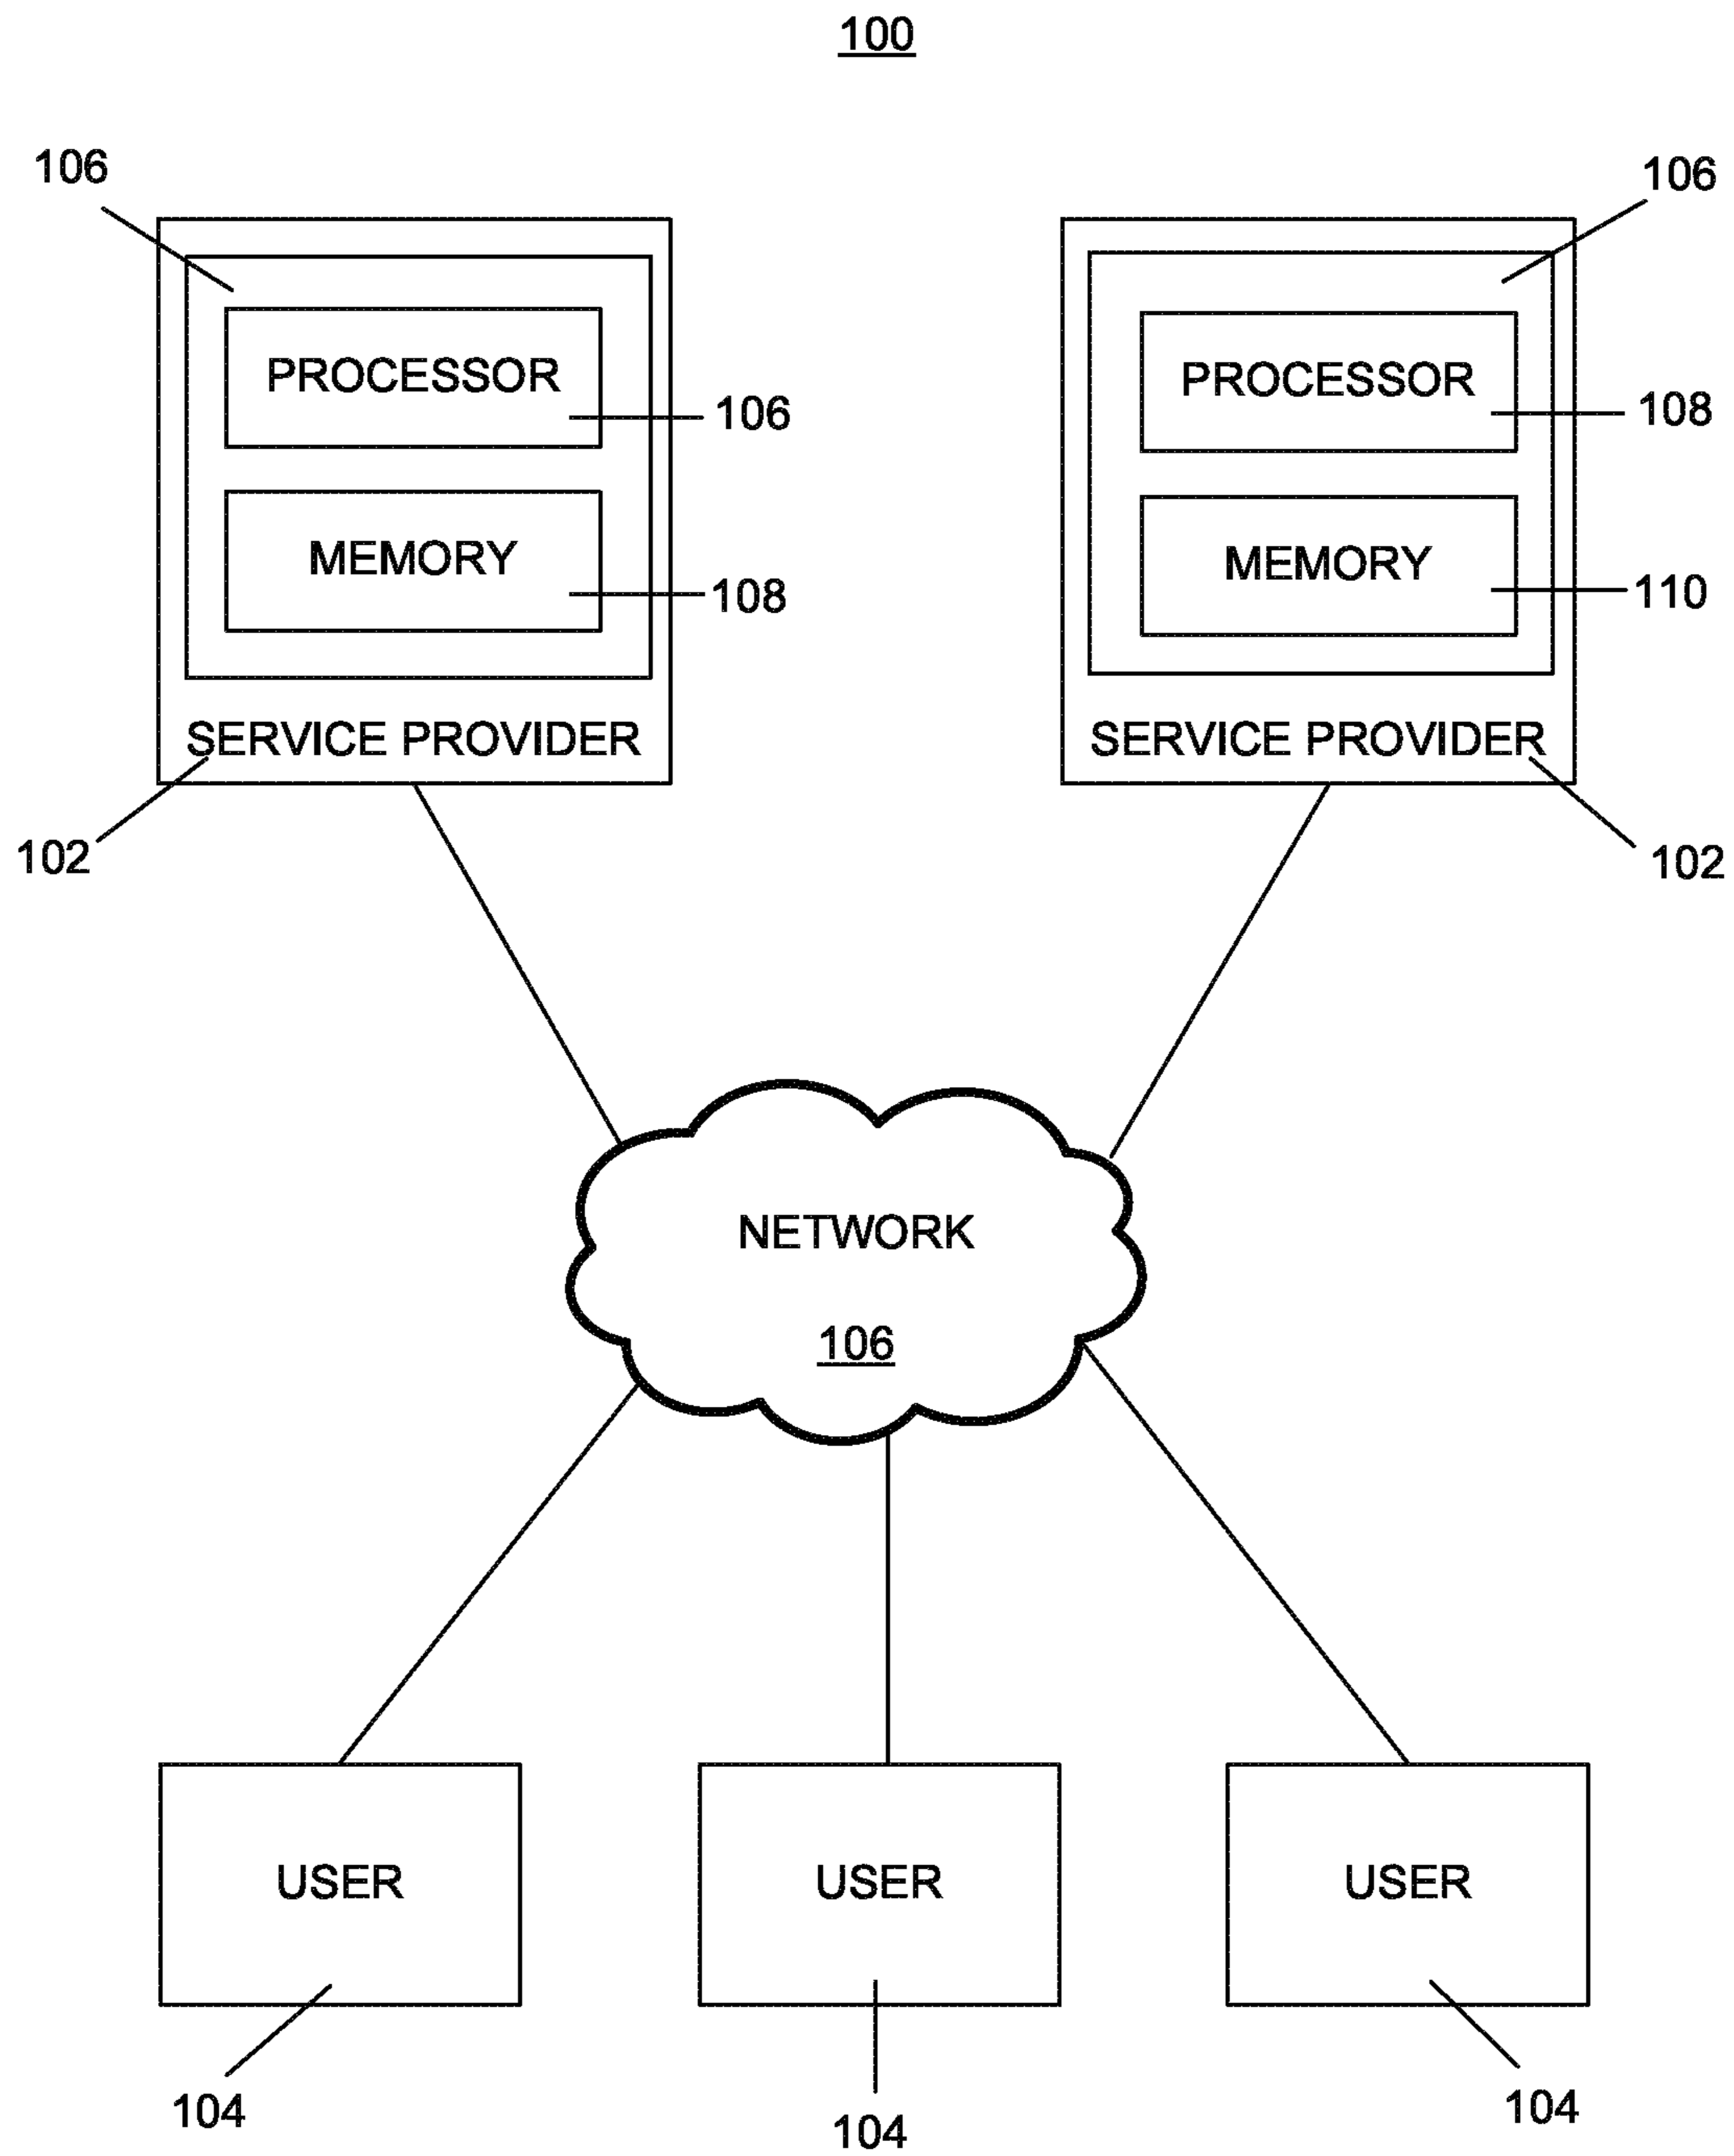 100
106
106
PROCESSOR
106
PROCESSOR
108
MEMORY
108
MEMORY
110
SERVICE PROVIDER
SERVICE PROVIDER
102
102
NETWORK
106
USER
USER
USER
104
104
104